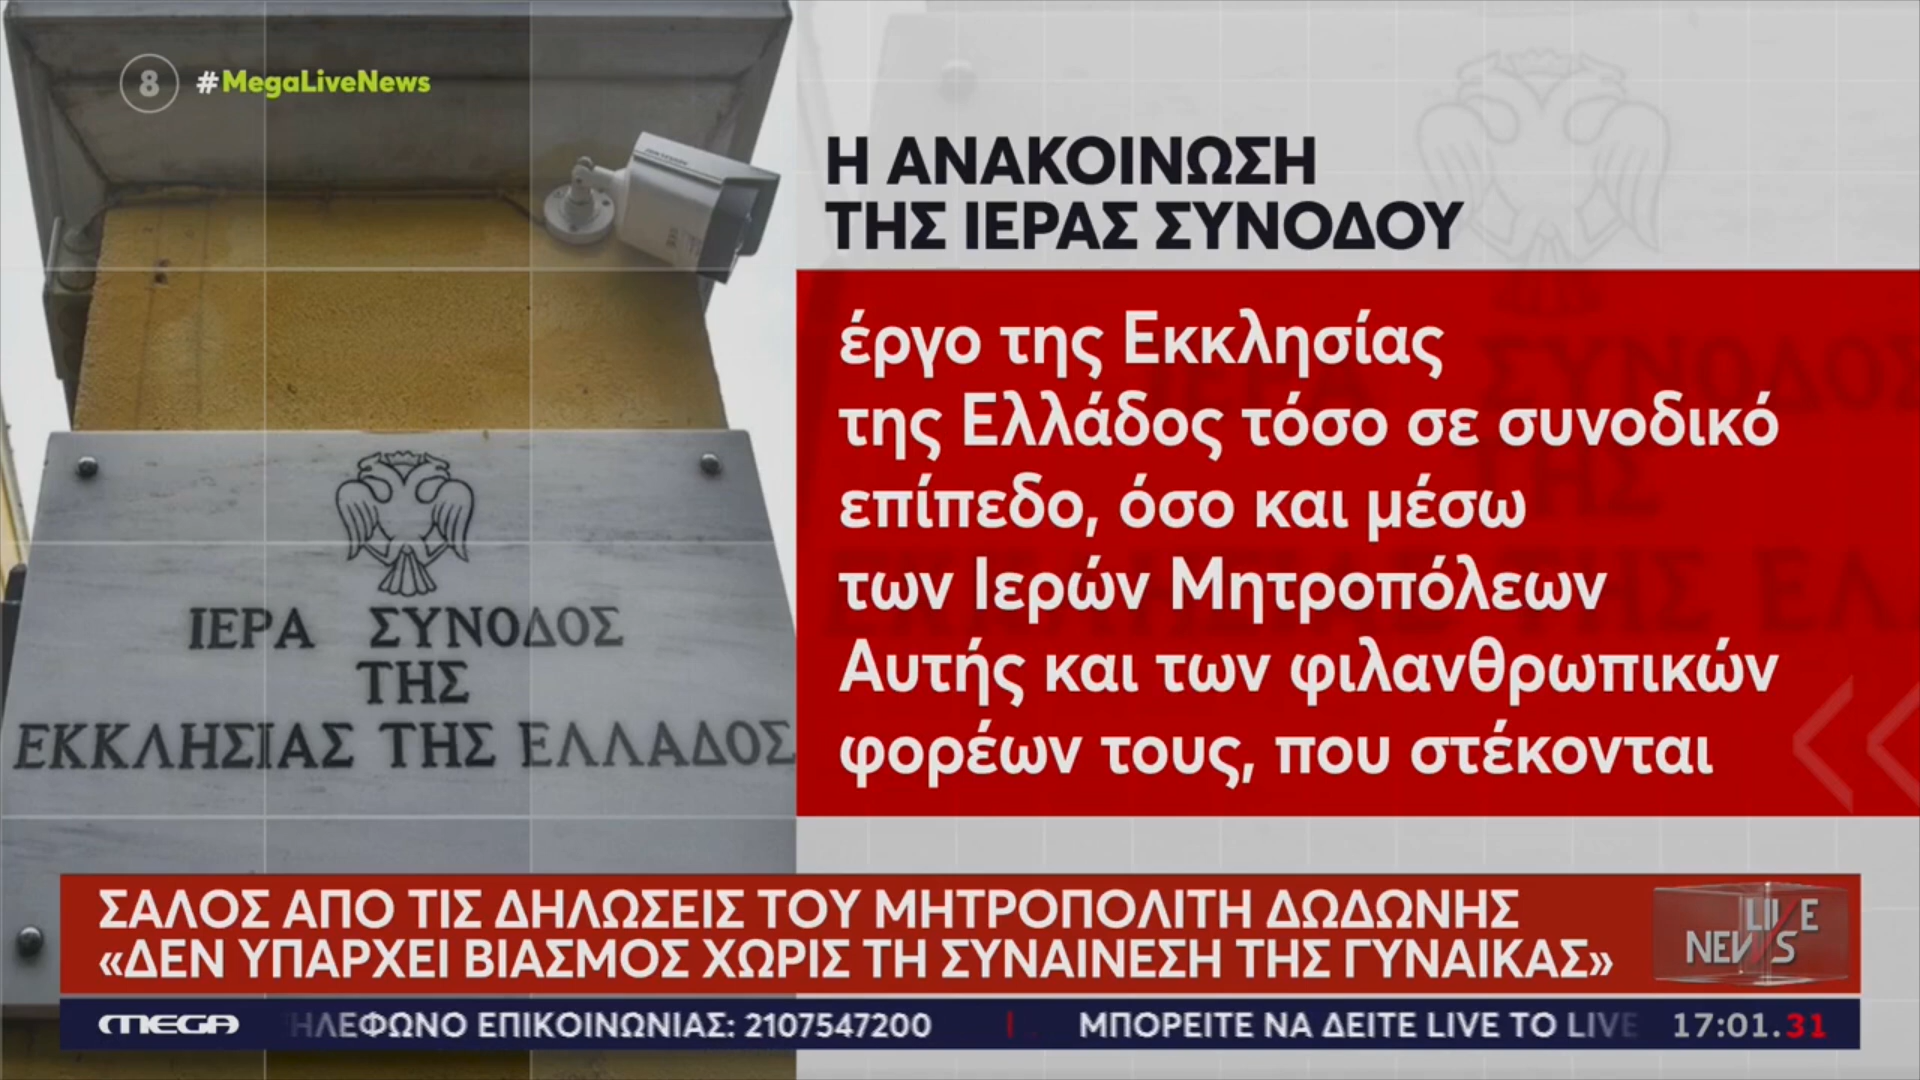 8 #MegaLiveNews
Η ΑΝΑΚΟΙΝΩΣΗ
ΤΗΣ ΙΕΡΑΣ ΣΥΝΟΔΟΥ
έργο της Εκκλησίας
της Ελλάδος τόσο σε συνοδικό
επίπεδο, όσο και μέσω
των Ιερών Μητροπόλεων
Αυτής και των φιλανθρωπικών
φορέων τους, που στέκονται
ΙΕΡΑ ΣΥΝΟΔΟΣ
ΤΗΣ
ΕΚΚΛΗΣΙΑΣ ΤΗΣ ΕΛΛΑΔΟΣ
ΣΑΛΟΣ ΑΠΟ ΤΙΣ ΔΗΛΩΣΕΙΣ ΤΟΥ ΜΗΤΡΟΠΟΛΙΤΗ ΔΩΔΩΝΗΣ
«ΔΕΝ ΥΠΑΡΧΕΙ ΒΙΑΣΜΟΣ ΧΩΡΙΣ ΤΗ ΣΥΝΑΙΝΕΣΗ ΤΗΣ ΓΥΝΑΙΚΑΣ»
LIVE
NEWS
MEGA ΗΛΕΦΩΝΟ ΕΠΙΚΟΙΝΩΝΙΑΣ: 2107547200 ΜΠΟΡΕΙΤΕ ΝΑ ΔΕΙΤΕ LIVE ΤΟ LIVE 17:01.31